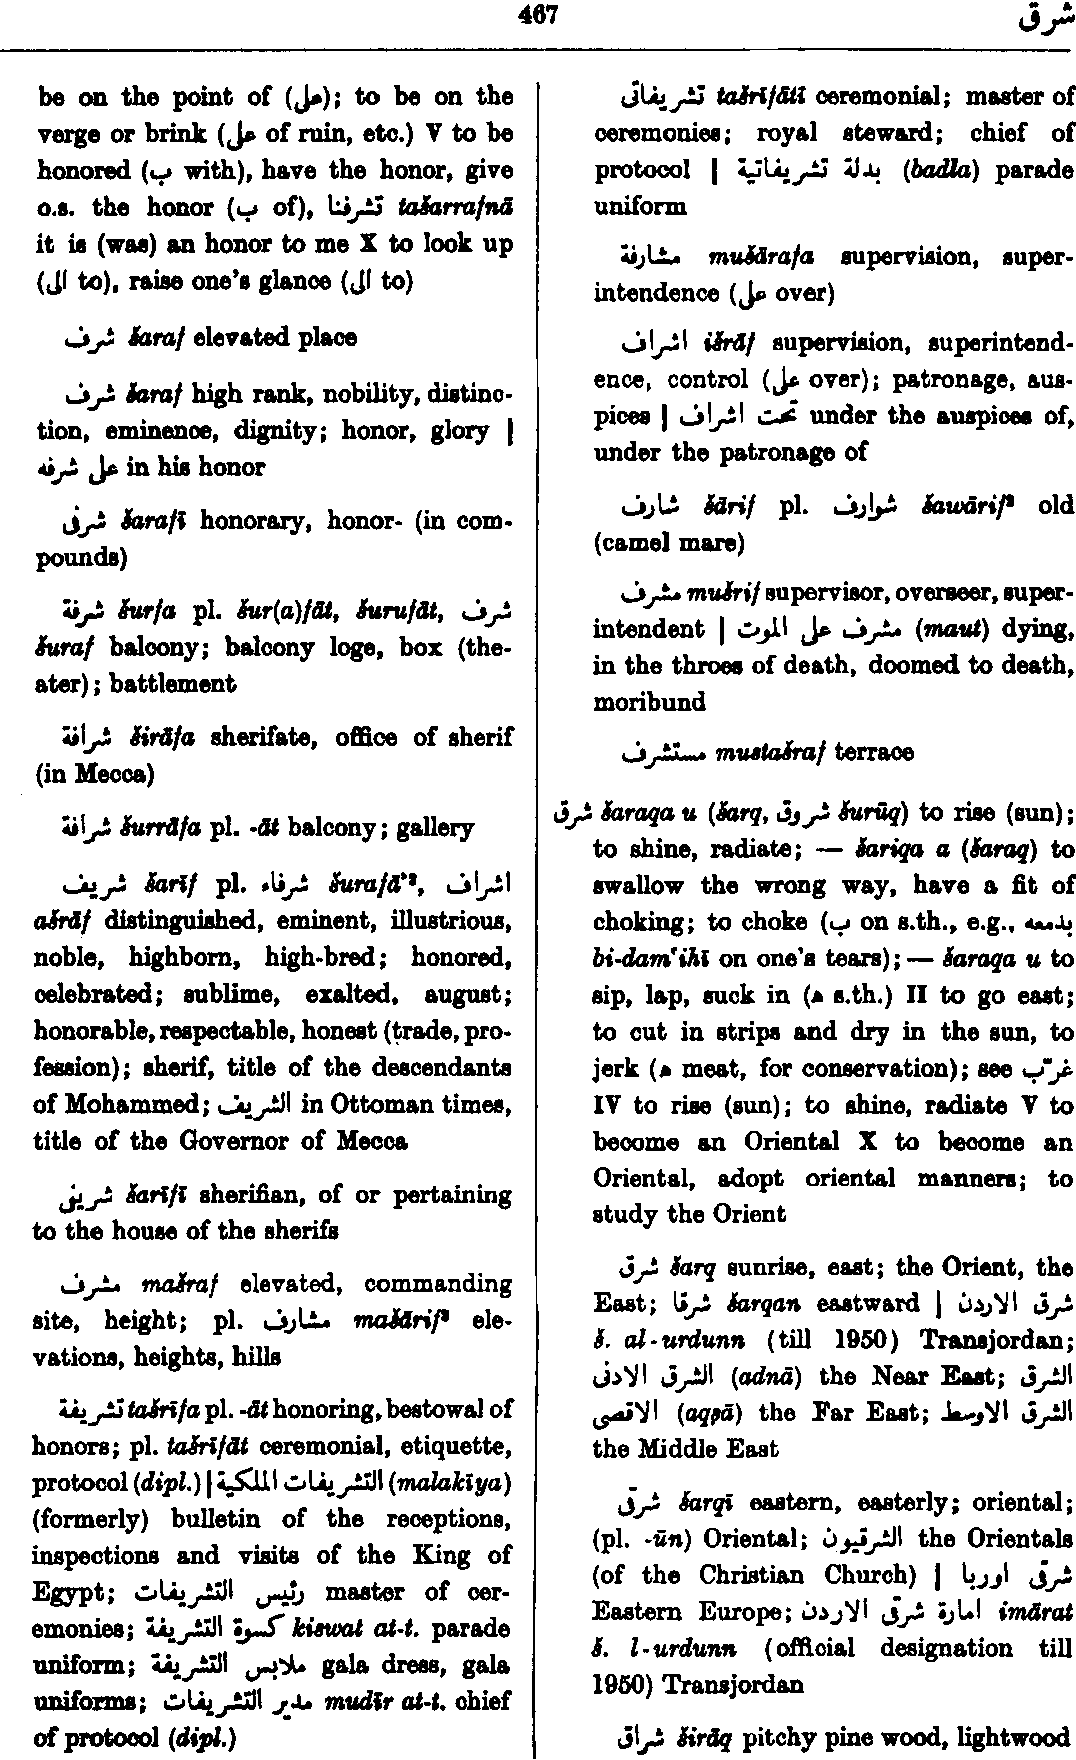 467
شرق
be on the point of (على); to be on the
verge or brink (على of ruin, etc.) V to be
honored (ب with), have the honor, give
o.s. the honor (ب of), تشرفنا tašarrafnā
it is (was) an honor to me X to look up
(الى to), raise one's glance (الى to)
شرف šaraf elevated place
شرف šaraf high rank, nobility, distinc-
tion, eminence, dignity; honor, glory |
على شرفه in his honor
شرفى šarafī honorary, honor- (in com-
pounds)
شرفة šurfa pl. šur(a)fāt, šurufāt, شرف
šuraf balcony; balcony loge, box (the-
ater); battlement
شرافة širāfa sherifate, office of sherif
(in Mecca)
شرافة šurrāfa pl. -āt balcony; gallery
شريف šarīf pl. شرفاء šurafā'², اشراف
ašrāf distinguished, eminent, illustrious,
noble, highborn, high-bred; honored,
celebrated; sublime, exalted, august;
honorable, respectable, honest (trade, pro-
fession); sherif, title of the descendants
of Mohammed; الشريف in Ottoman times,
title of the Governor of Mecca
شريفى šarīfī sherifian, of or pertaining
to the house of the sherifs
مشرف mašraf elevated, commanding
site, height; pl. مشارف mašārif² ele-
vations, heights, hills
تشريفة tašrīfa pl. -āt honoring, bestowal of
honors; pl. tašrīfāt ceremonial, etiquette,
protocol (dipl.) | التشريفات الملكية (malakīya)
(formerly) bulletin of the receptions,
inspections and visits of the King of
Egypt; رئيس التشريفات master of cer-
emonies; كسوة التشريفة kiswat at-t. parade
uniform; ملابس التشريفة gala dress, gala
uniforms; مدير التشريفات mudīr at-t. chief
of protocol (dipl.)
تشريفاتى tašrīfātī ceremonial; master of
ceremonies; royal steward; chief of
protocol | بدلة تشريفاتية (badla) parade
uniform
مشارفة mušārafa supervision, super-
intendence (على over)
اشراف išrāf supervision, superintend-
ence, control (على over); patronage, aus-
pices | تحت اشراف under the auspices of,
under the patronage of
شارف šārif pl. شوارف šawārif² old
(camel mare)
مشرف mušrif supervisor, overseer, super-
intendent | مشرف على الموت (maut) dying,
in the throes of death, doomed to death,
moribund
مستشرف mustašraf terrace
شرق šaraqa u (šarq, شروق šurūq) to rise (sun);
to shine, radiate; — šariqa a (šaraq) to
swallow the wrong way, have a fit of
choking; to choke (ب on s.th., e.g., بدمعه
bi-dam'ihī on one's tears); — šaraqa u to
sip, lap, suck in (ه s.th.) II to go east;
to cut in strips and dry in the sun, to
jerk (ه meat, for conservation); see غرّب
IV to rise (sun); to shine, radiate V to
become an Oriental X to become an
Oriental, adopt oriental manners; to
study the Orient
شرق šarq sunrise, east; the Orient, the
East; شرقا šarqan eastward | شرق الاردن
š. al-urdunn (till 1950) Transjordan;
الشرق الادنى (adnā) the Near East; الشرق
الاقصى (aqṣā) the Far East; الشرق الاوسط
the Middle East
شرقى šarqī eastern, easterly; oriental;
(pl. -ūn) Oriental; الشرقيون the Orientals
(of the Christian Church) | شرقى اوربا
Eastern Europe; امارة شرقى الاردن imārat
š. l-urdunn (official designation till
1950) Transjordan
شراق širāq pitchy pine wood, lightwood